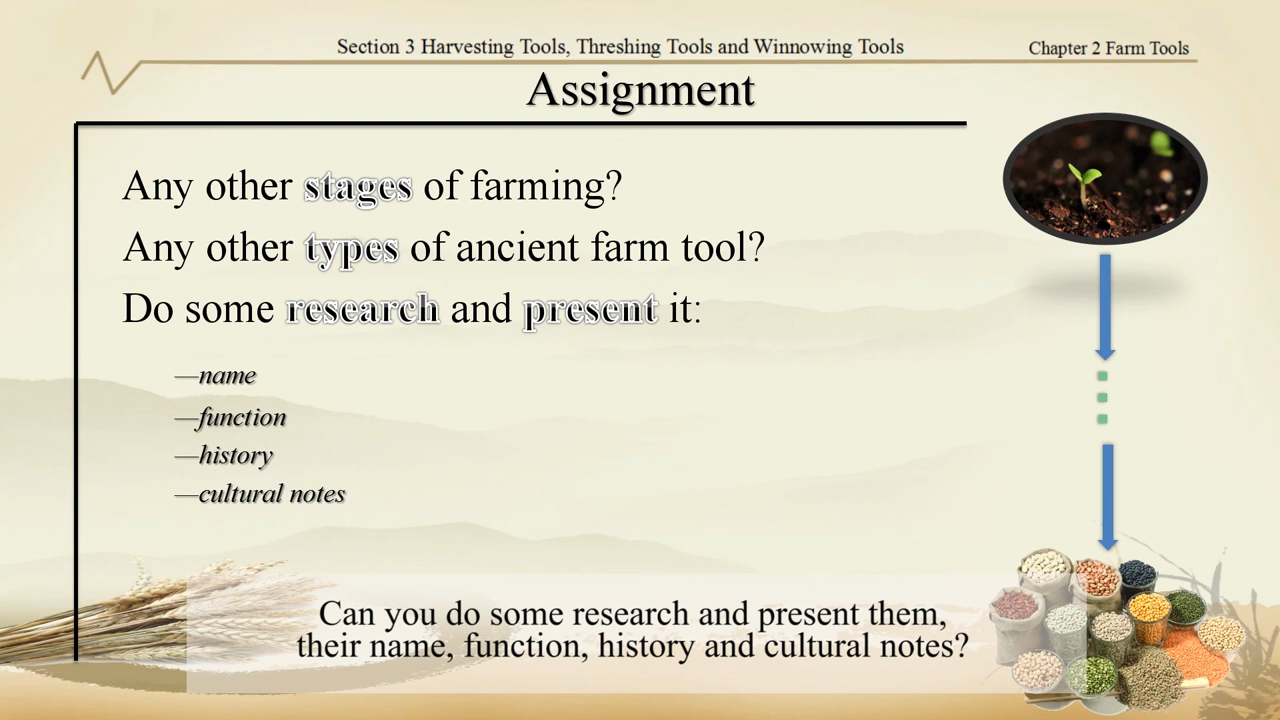 Section 3 Harvesting Tools, Threshing Tools and Winnowing Tools
Chapter 2 Farm Tools
Assignment
Any other stages of farming?
Any other types of ancient farm tool?
Do some research and present it:
—name
—function
—history
—cultural notes
Can you do some research and present them,
their name, function, history and cultural notes?